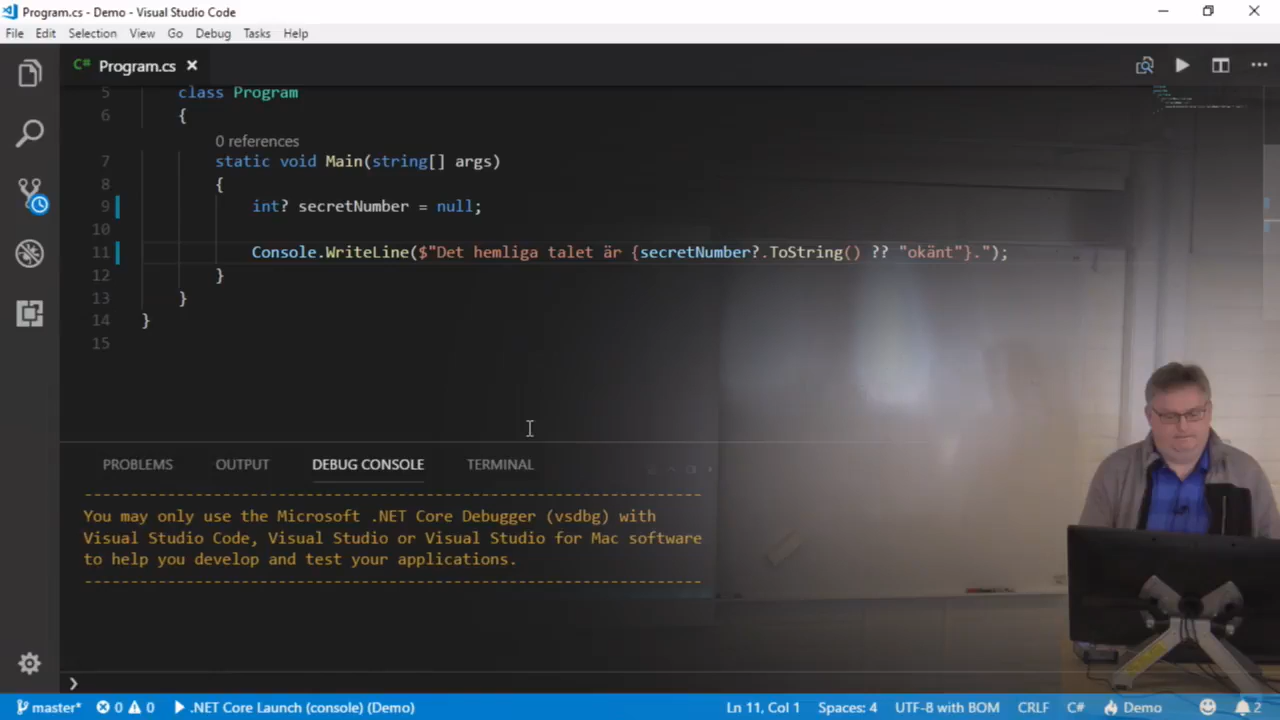 Program.cs - Demo - Visual Studio Code
File Edit Selection View Go Debug Tasks Help
C# Program.cs
5 class Program
6 {
0 references
7 static void Main(string[] args)
8 {
9 int? secretNumber = null;
10
11 Console.WriteLine($"Det hemliga talet är {secretNumber?.ToString() ?? "okänt"}.");
12 }
13 }
14 }
15
PROBLEMS OUTPUT DEBUG CONSOLE TERMINAL
-------------------------------------------------------------------
You may only use the Microsoft .NET Core Debugger (vsdbg) with
Visual Studio Code, Visual Studio or Visual Studio for Mac software
to help you develop and test your applications.
-------------------------------------------------------------------
master* 0 0 .NET Core Launch (console) (Demo) Ln 11, Col 1 Spaces: 4 UTF-8 with BOM CRLF C# Demo 2